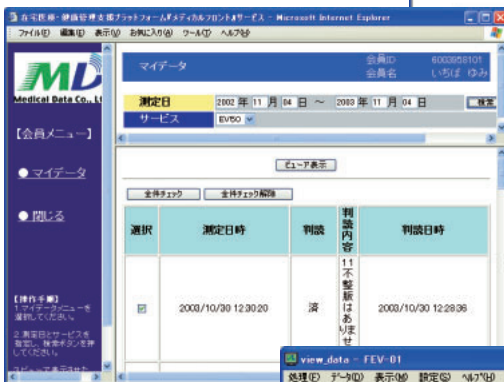 在宅医療・健康管理支援プラットフォーム『メディカルフロント』サービス - Microsoft Internet Explorer
ファイル(F) 編集(E) 表示(V) お気に入り(A) ツール(T) ヘルプ(H)
MD
Medical Data Co., Lt
【会員メニュー】
● マイデータ
● 閉じる
【操作手順】
1 マイデータメニューを
選択してください。
2 測定日とサービスを
指定し、検索ボタンを押
してください。
マイデータ
会員ID 6003058101
会員名 いちば ゆみ
測定日 2002 年 11 月 04 日 ～ 2003 年 11 月 04 日 検索
サービス EV50
ビューア表示
全件チェック 全件チェック解除
選択 測定日時 判読 判読内容 判読日時
2003/10/30 12:30:20 済 11不整脈はありませ 2003/10/30 12:28:36
view_data - FEV-01
処理(F) データ(D) 表示(M) 設定(S) ヘルプ(H)